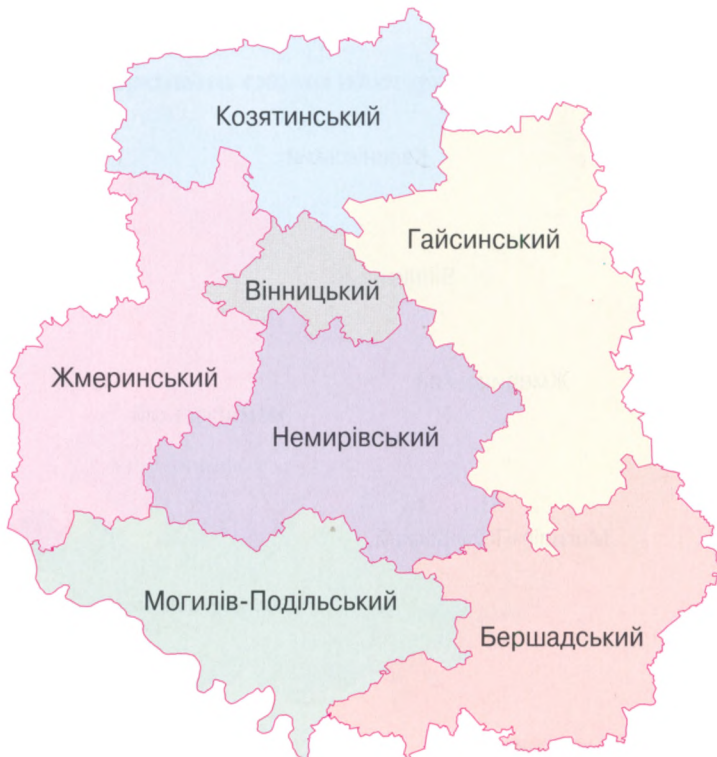 Козятинський
Гайсинський
Вінницький
Жмеринський
Немирівський
Могилів-Подільський
Бершадський